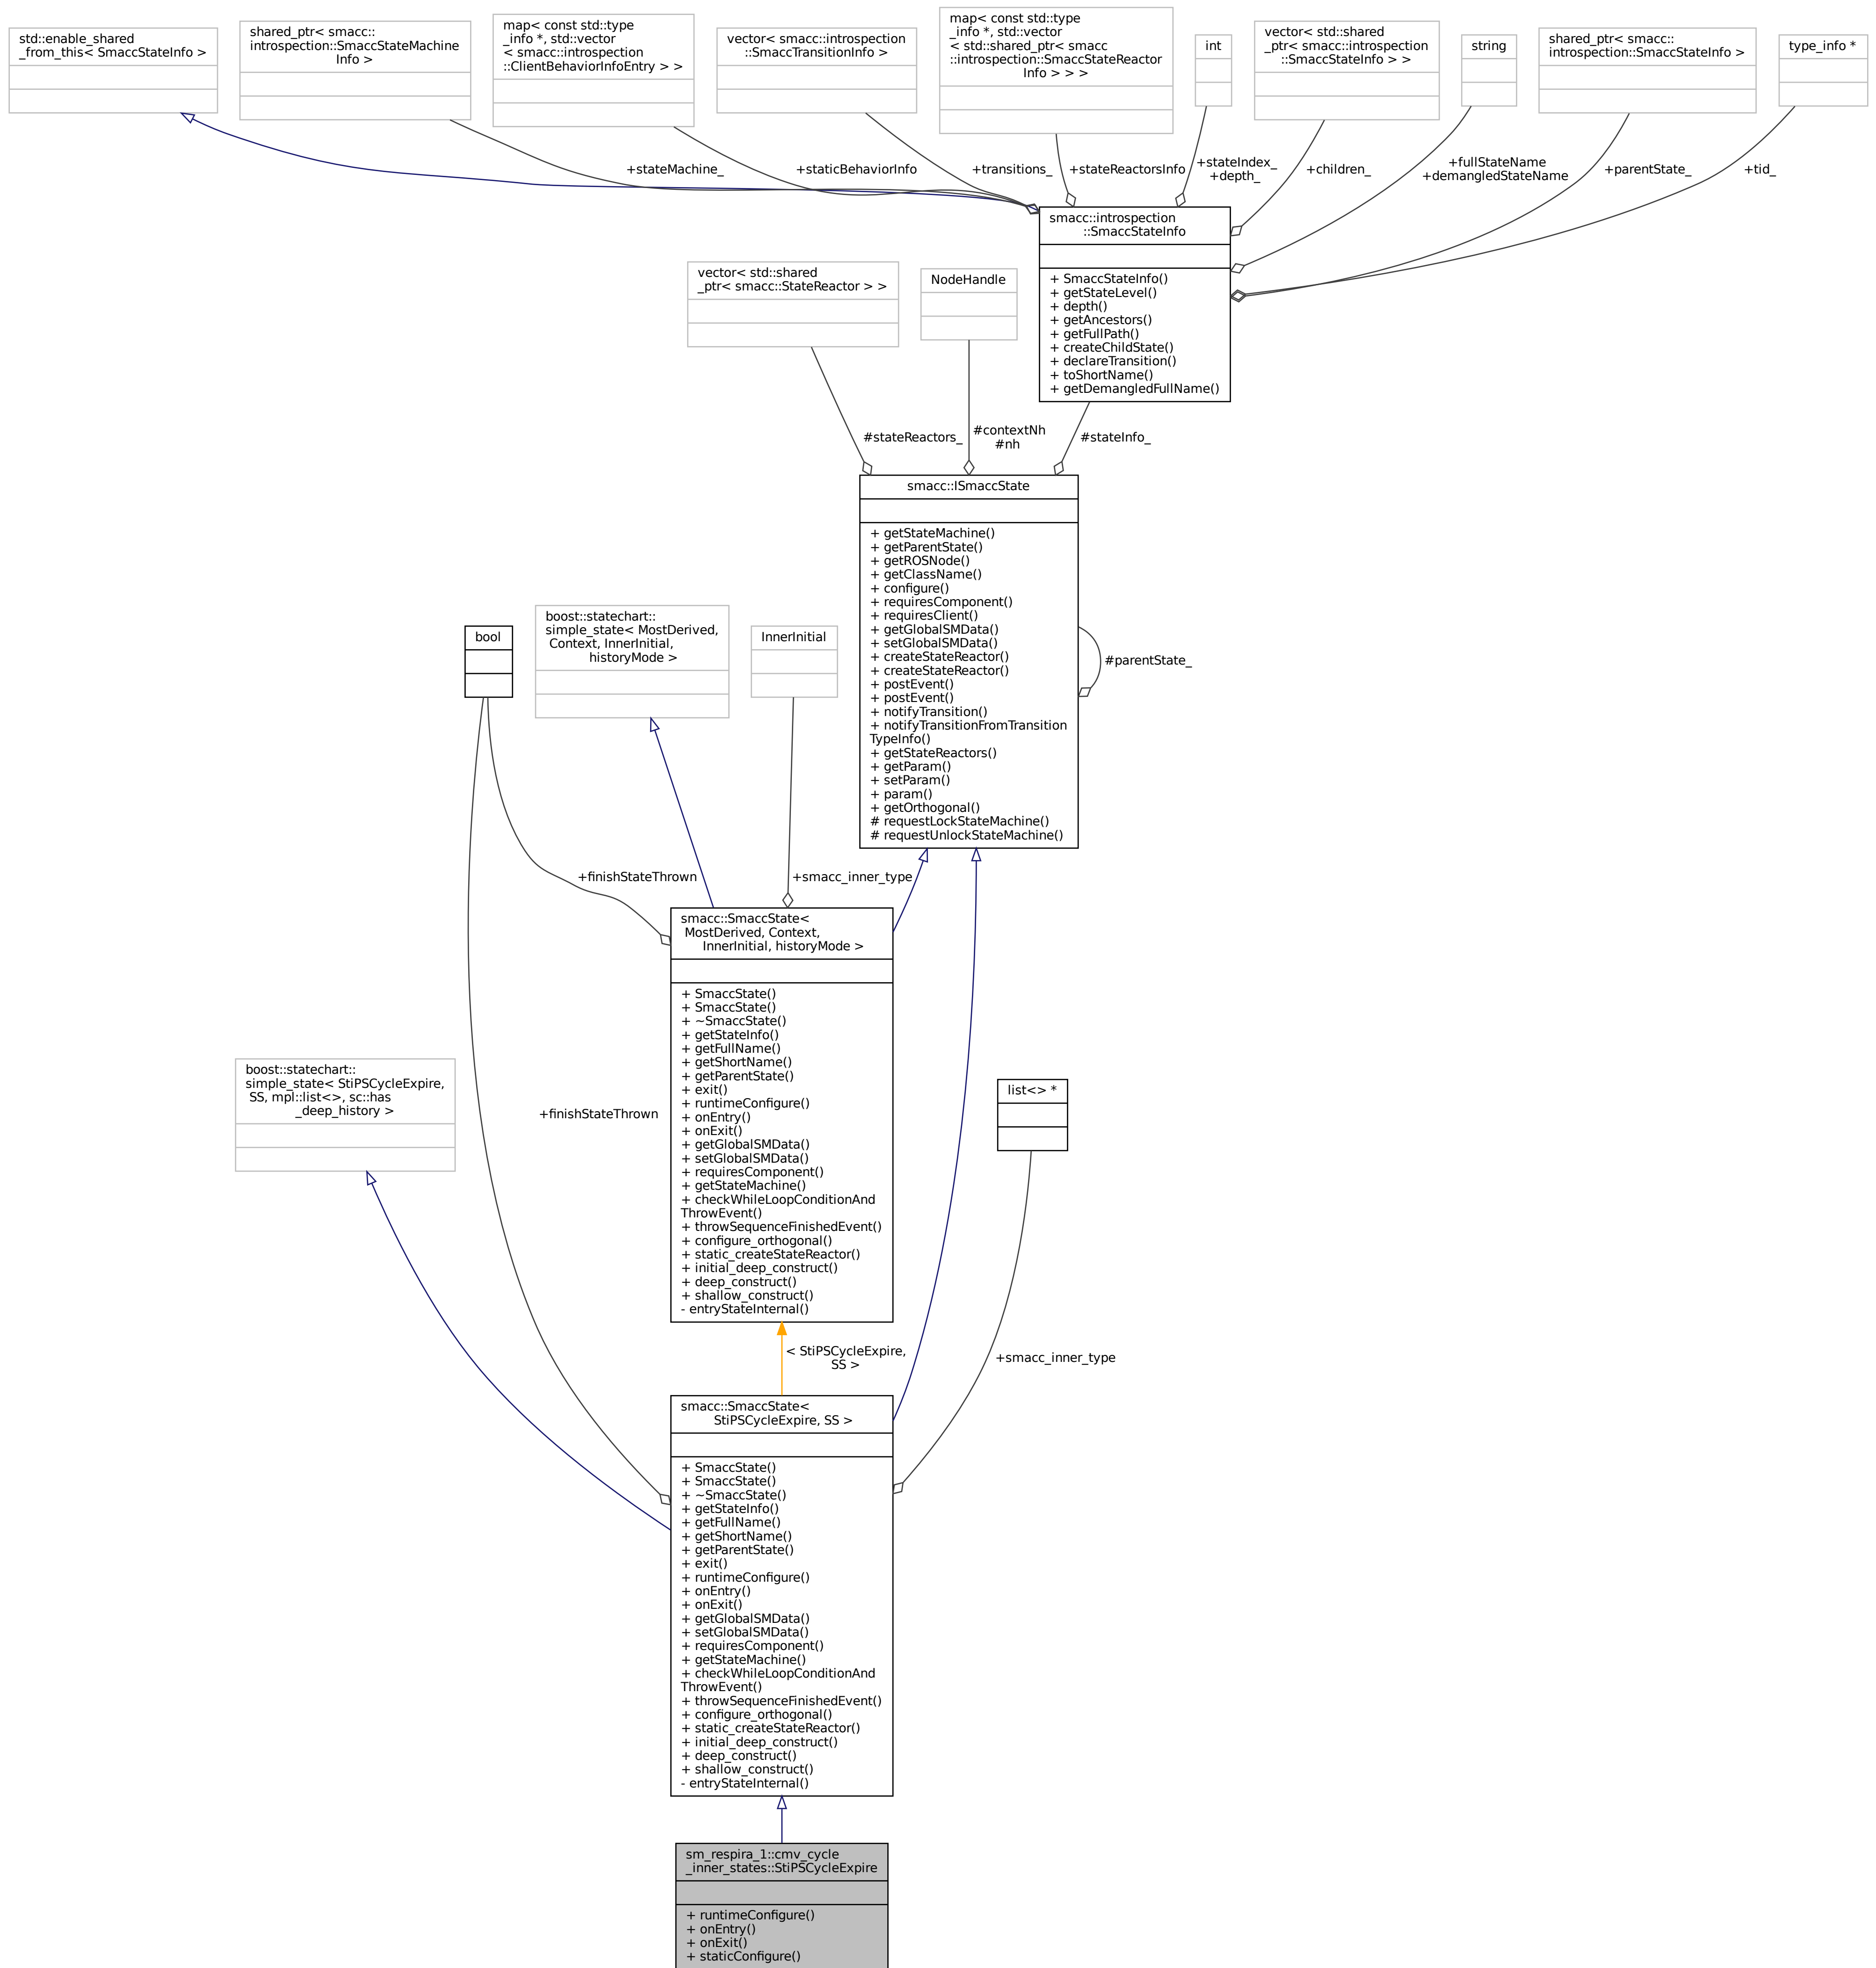 std::enable_shared
_from_this< SmaccStateInfo >
shared_ptr< smacc::
introspection::SmaccStateMachine
Info >
map< const std::type
_info *, std::vector
< smacc::introspection
::ClientBehaviorInfoEntry > >
vector< smacc::introspection
::SmaccTransitionInfo >
map< const std::type
_info *, std::vector
< std::shared_ptr< smacc
::introspection::SmaccStateReactor
Info > > >
int
vector< std::shared
_ptr< smacc::introspection
::SmaccStateInfo > >
string
shared_ptr< smacc::
introspection::SmaccStateInfo >
type_info *
+stateMachine_
+staticBehaviorInfo
+transitions_
+stateReactorsInfo
+stateIndex_
+depth_
+children_
+fullStateName
+demangledStateName
+parentState_
+tid_
smacc::introspection
::SmaccStateInfo
+ SmaccStateInfo()
+ getStateLevel()
+ depth()
+ getAncestors()
+ getFullPath()
+ createChildState()
+ declareTransition()
+ toShortName()
+ getDemangledFullName()
vector< std::shared
_ptr< smacc::StateReactor > >
NodeHandle
#stateReactors_
#contextNh
#nh
#stateInfo_
smacc::ISmaccState
+ getStateMachine()
+ getParentState()
+ getROSNode()
+ getClassName()
+ configure()
+ requiresComponent()
+ requiresClient()
+ getGlobalSMData()
+ setGlobalSMData()
+ createStateReactor()
+ createStateReactor()
+ postEvent()
+ postEvent()
+ notifyTransition()
+ notifyTransitionFromTransition
TypeInfo()
+ getStateReactors()
+ getParam()
+ setParam()
+ param()
+ getOrthogonal()
# requestLockStateMachine()
# requestUnlockStateMachine()
#parentState_
bool
boost::statechart::
simple_state< MostDerived,
Context, InnerInitial,
historyMode >
InnerInitial
+finishStateThrown
+smacc_inner_type
smacc::SmaccState<
MostDerived, Context,
InnerInitial, historyMode >
+ SmaccState()
+ SmaccState()
+ ~SmaccState()
+ getStateInfo()
+ getFullName()
+ getShortName()
+ getParentState()
+ exit()
+ runtimeConfigure()
+ onEntry()
+ onExit()
+ getGlobalSMData()
+ setGlobalSMData()
+ requiresComponent()
+ getStateMachine()
+ checkWhileLoopConditionAnd
ThrowEvent()
+ throwSequenceFinishedEvent()
+ configure_orthogonal()
+ static_createStateReactor()
+ initial_deep_construct()
+ deep_construct()
+ shallow_construct()
- entryStateInternal()
boost::statechart::
simple_state< StiPSCycleExpire,
SS, mpl::list<>, sc::has
_deep_history >
+finishStateThrown
list<> *
< StiPSCycleExpire,
SS >
+smacc_inner_type
smacc::SmaccState<
StiPSCycleExpire, SS >
+ SmaccState()
+ SmaccState()
+ ~SmaccState()
+ getStateInfo()
+ getFullName()
+ getShortName()
+ getParentState()
+ exit()
+ runtimeConfigure()
+ onEntry()
+ onExit()
+ getGlobalSMData()
+ setGlobalSMData()
+ requiresComponent()
+ getStateMachine()
+ checkWhileLoopConditionAnd
ThrowEvent()
+ throwSequenceFinishedEvent()
+ configure_orthogonal()
+ static_createStateReactor()
+ initial_deep_construct()
+ deep_construct()
+ shallow_construct()
- entryStateInternal()
sm_respira_1::cmv_cycle
_inner_states::StiPSCycleExpire
+ runtimeConfigure()
+ onEntry()
+ onExit()
+ staticConfigure()